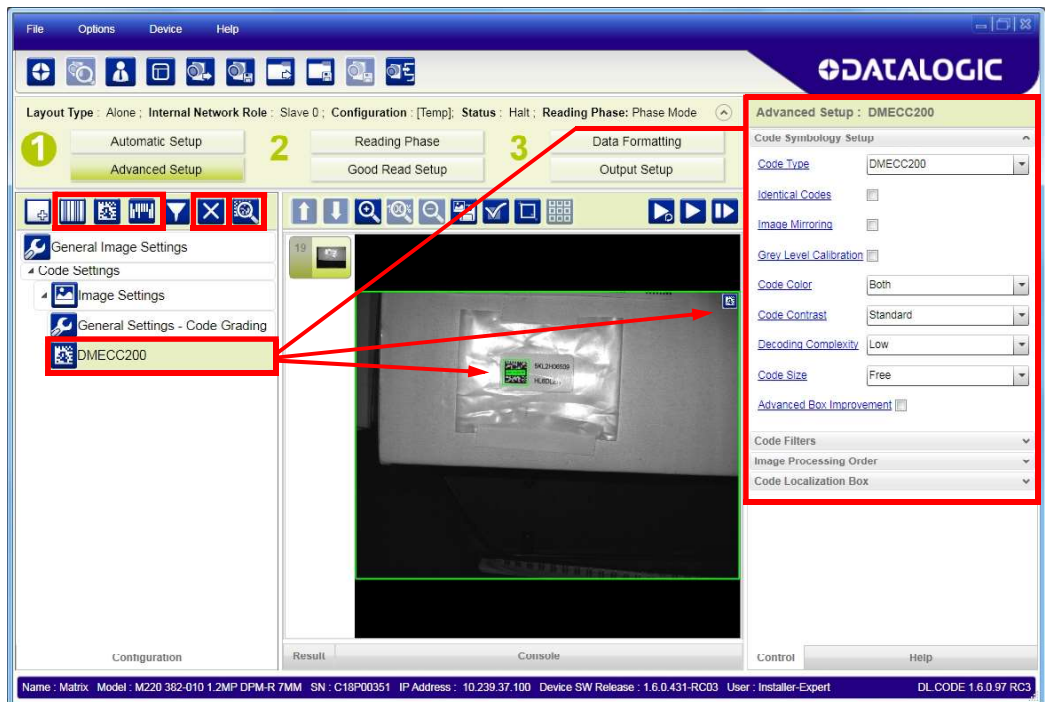 File Options Device Help
DATALOGIC
Layout Type : Alone ; Internal Network Role : Slave 0 ; Configuration : [Temp]; Status : Halt ; Reading Phase: Phase Mode
1 Automatic Setup
Advanced Setup
2 Reading Phase
Good Read Setup
3 Data Formatting
Output Setup
General Image Settings
Code Settings
Image Settings
General Settings - Code Grading
DMECC200
Configuration
19
5KL2H06509
Result Console
Advanced Setup : DMECC200
Code Symbology Setup
Code Type DMECC200
Identical Codes
Image Mirroring
Grey Level Calibration
Code Color Both
Code Contrast Standard
Decoding Complexity Low
Code Size Free
Advanced Box Improvement
Code Filters
Image Processing Order
Code Localization Box
Control Help
Name : Matrix Model : M220 382-010 1.2MP DPM-R 7MM SN : C18P00351 IP Address : 10.239.37.100 Device SW Release : 1.6.0.431-RC03 User : Installer-Expert DL.CODE 1.6.0.97 RC3